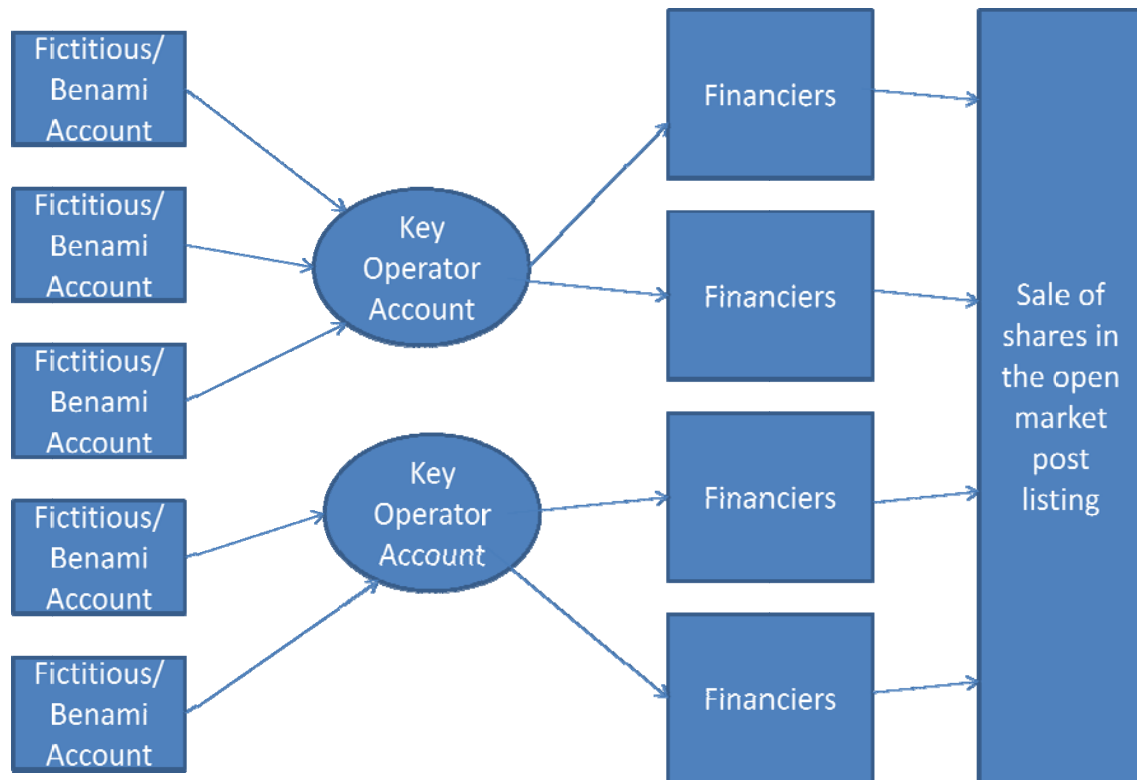 Fictitious/
Benami
Account
Fictitious/
Benami
Account
Fictitious/
Benami
Account
Fictitious/
Benami
Account
Fictitious/
Benami
Account
Key
Operator
Account
Key
Operator
Account
Financiers
Financiers
Financiers
Financiers
Sale of
shares in
the open
market
post
listing